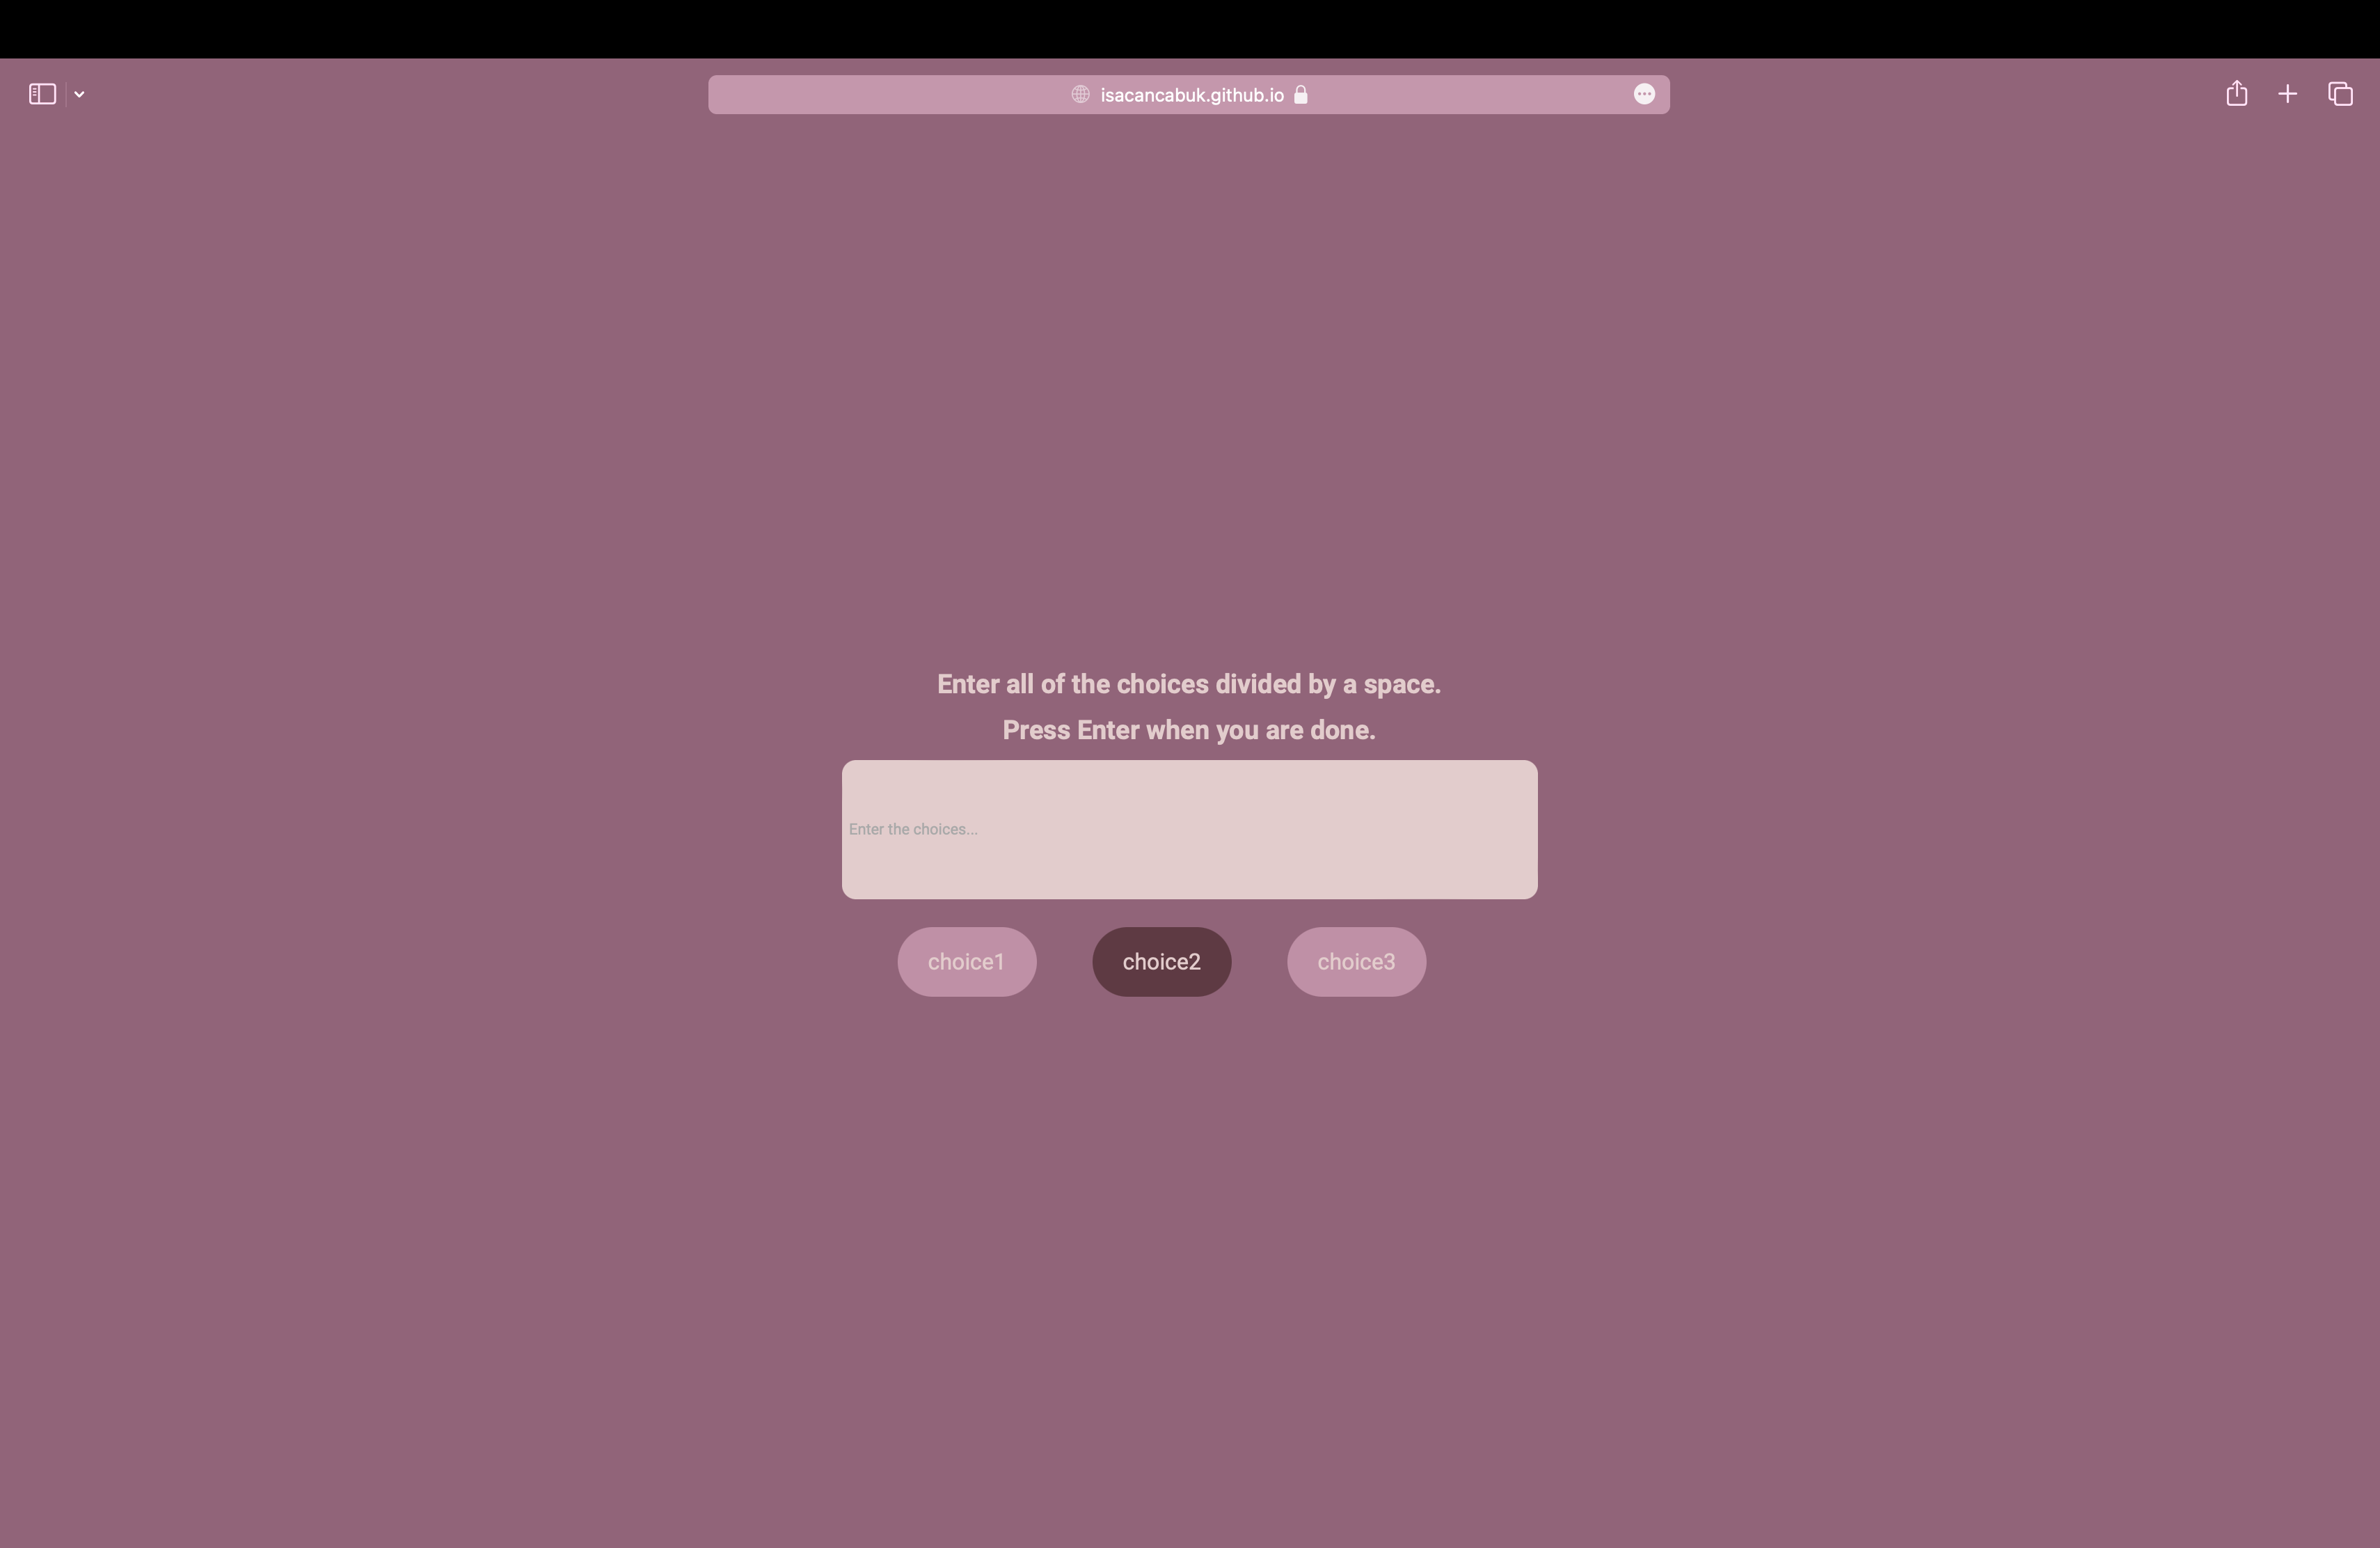 isacancabuk.github.io
Enter all of the choices divided by a space.
Press Enter when you are done.
Enter the choices...
choice1 choice2 choice3